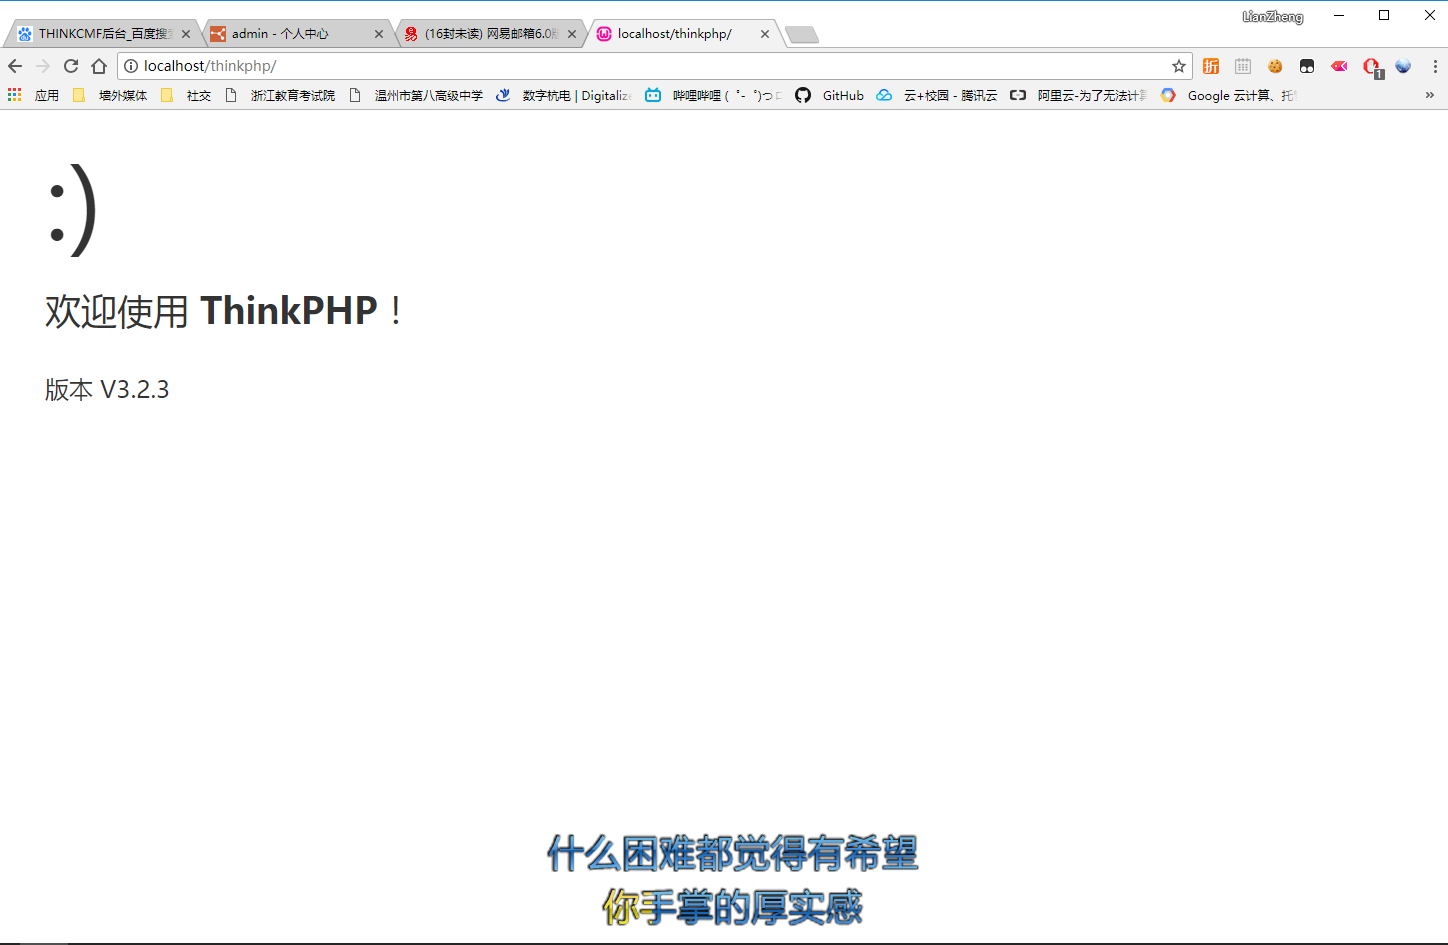 LianZheng
THINKCMF后台_百度搜索
admin - 个人中心
(16封未读) 网易邮箱6.0版
localhost/thinkphp/
localhost/thinkphp/
1
应用
墙外媒体
社交
浙江教育考试院
温州市第八高级中学
数字杭电 | Digitalize
哔哩哔哩 ( ゜- ゜)つロ
GitHub
云+校园 - 腾讯云
阿里云-为了无法计算
Google 云计算、托管
:)
欢迎使用 ThinkPHP！
版本 V3.2.3
什么困难都觉得有希望
你手掌的厚实感